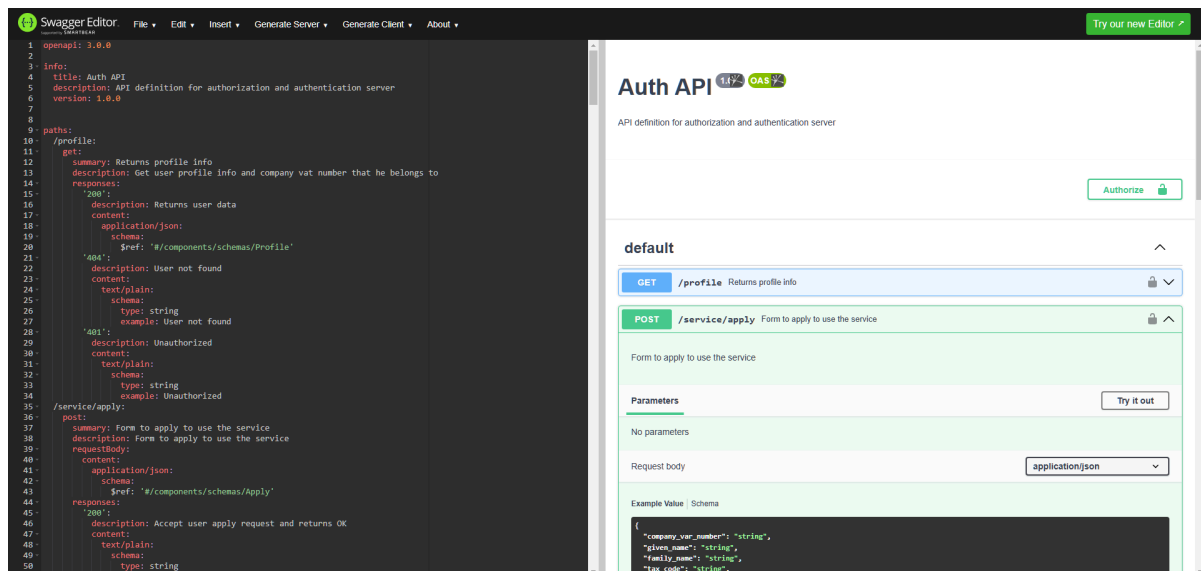 Swagger Editor.
Supported by SMARTBEAR
File ▾ Edit ▾ Insert ▾ Generate Server ▾ Generate Client ▾ About ▾
Try our new Editor ↗
1 openapi: 3.0.0
2
3 info:
4 title: Auth API
5 description: API definition for authorization and authentication server
6 version: 1.0.0
7
8
9 paths:
10 /profile:
11 get:
12 summary: Returns profile info
13 description: Get user profile info and company vat number that he belongs to
14 responses:
15 '200':
16 description: Returns user data
17 content:
18 application/json:
19 schema:
20 $ref: '#/components/schemas/Profile'
21 '404':
22 description: User not found
23 content:
24 text/plain:
25 schema:
26 type: string
27 example: User not found
28 '401':
29 description: Unauthorized
30 content:
31 text/plain:
32 schema:
33 type: string
34 example: Unauthorized
35 /service/apply:
36 post:
37 summary: Form to apply to use the service
38 description: Form to apply to use the service
39 requestBody:
40 content:
41 application/json:
42 schema:
43 $ref: '#/components/schemas/Apply'
44 responses:
45 '200':
46 description: Accept user apply request and returns OK
47 content:
48 text/plain:
49 schema:
50 type: string
Auth API OAS
API definition for authorization and authentication server
Authorize
default
GET /profile Returns profile info
POST /service/apply Form to apply to use the service
Form to apply to use the service
Parameters
Try it out
No parameters
Request body
application/json
Example Value | Schema
{
"company_var_number": "string",
"given_name": "string",
"family_name": "string",
"tax_code": "string",